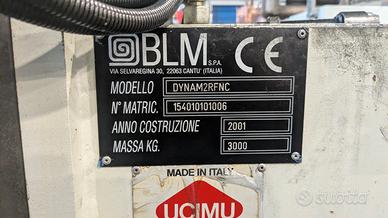 BLM S.P.A. CE
VIA SELVAREGINA 30, 22063 CANTU' (ITALIA)
MODELLO DYNAM2RFNC
N° MATRIC. 154010101006
ANNO COSTRUZIONE 2001
MASSA KG. 3000
MADE IN ITALY
UCIMU
subito